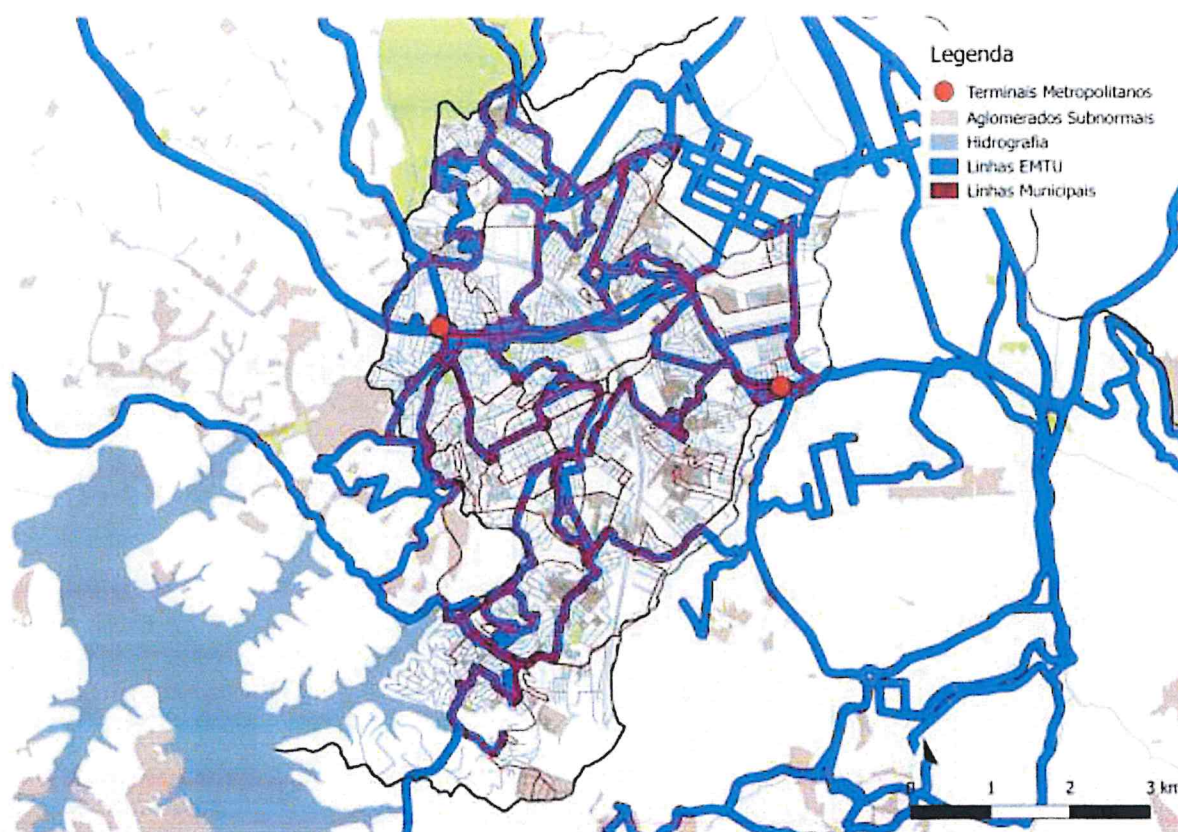 Legenda
Terminais Metropolitanos
Aglomerados Subnormais
Hidrografia
Linhas EMTU
Linhas Municipais
0 1 2 3 km